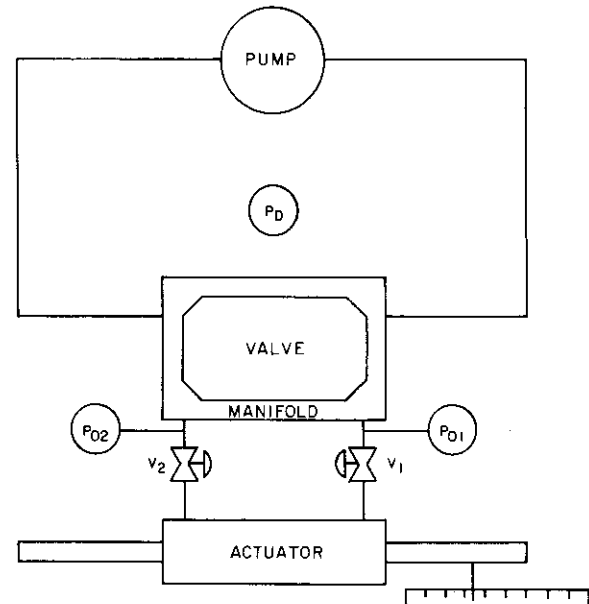 PUMP
PD
VALVE
MANIFOLD
PO2
PO1
V2
V1
ACTUATOR